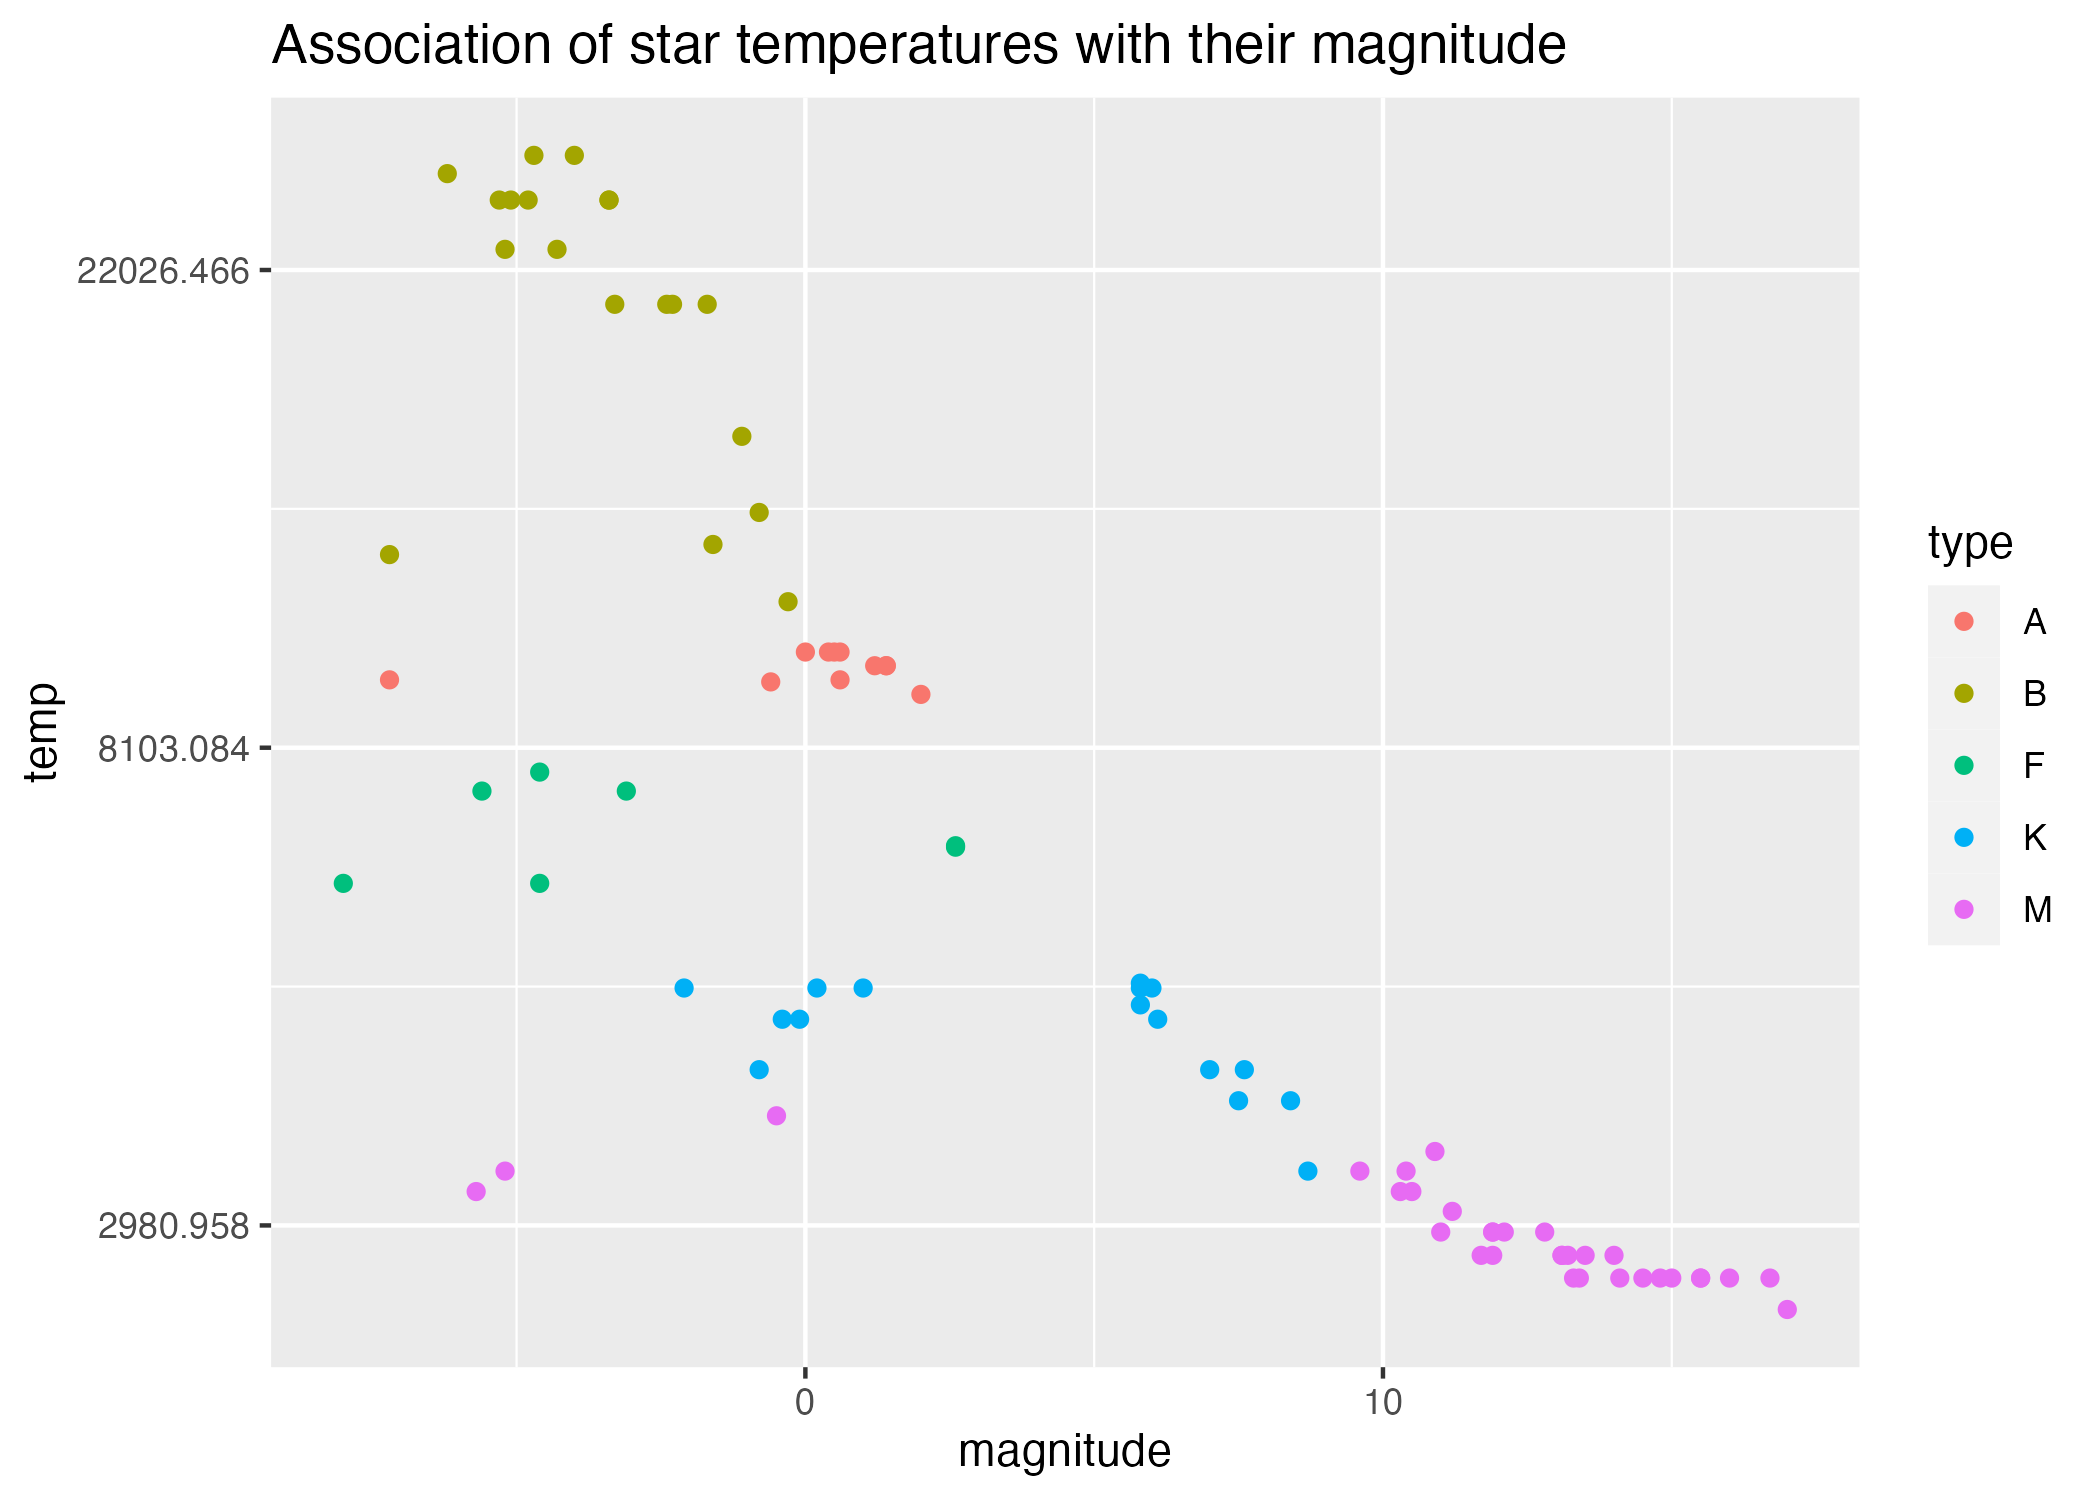 Association of star temperatures with their magnitude
temp
22026.466
8103.084
2980.958
0
10
magnitude
type
A
B
F
K
M